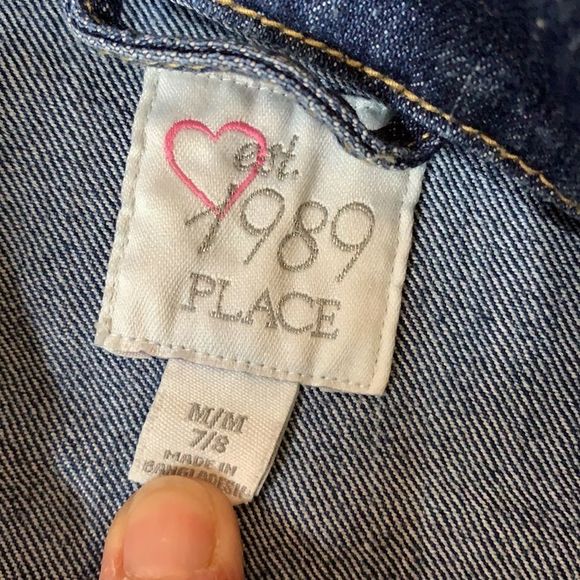 est.
1989
PLACE
M/M
7/8
MADE IN
BANGLADESH